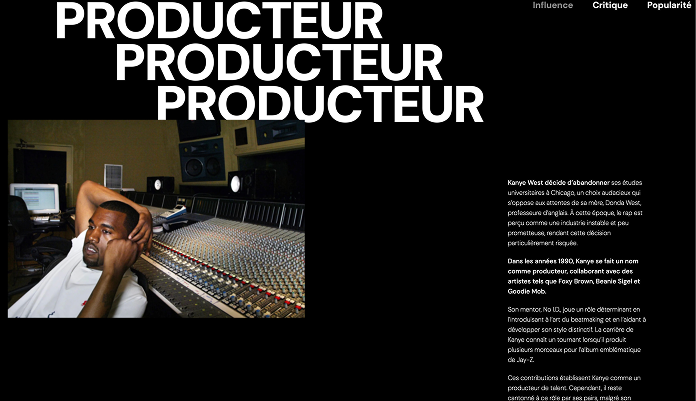 Influence Critique Popularité
PRODUCTEUR
PRODUCTEUR
PRODUCTEUR
Kanye West décide d'abandonner ses études
universitaires à Chicago, un choix audacieux qui
s'oppose aux attentes de sa mère, Donda West,
professeure d'anglais. À cette époque, le rap est
perçu comme une industrie instable et peu
prometteuse, rendant cette décision
particulièrement risquée.
Dans les années 1990, Kanye se fait un nom
comme producteur, collaborant avec des
artistes tels que Foxy Brown, Beanie Sigel et
Goodie Mob.
Son mentor, No I.D., joue un rôle déterminant en
l'introduisant à l'art du beatmaking et en l'aidant à
développer son style distinctif. La carrière de
Kanye connaît un tournant lorsqu'il produit
plusieurs morceaux pour l'album emblématique
de Jay-Z.
Ces contributions établissent Kanye comme un
producteur de talent. Cependant, il reste
cantonné à ce rôle par ses pairs, malgré son